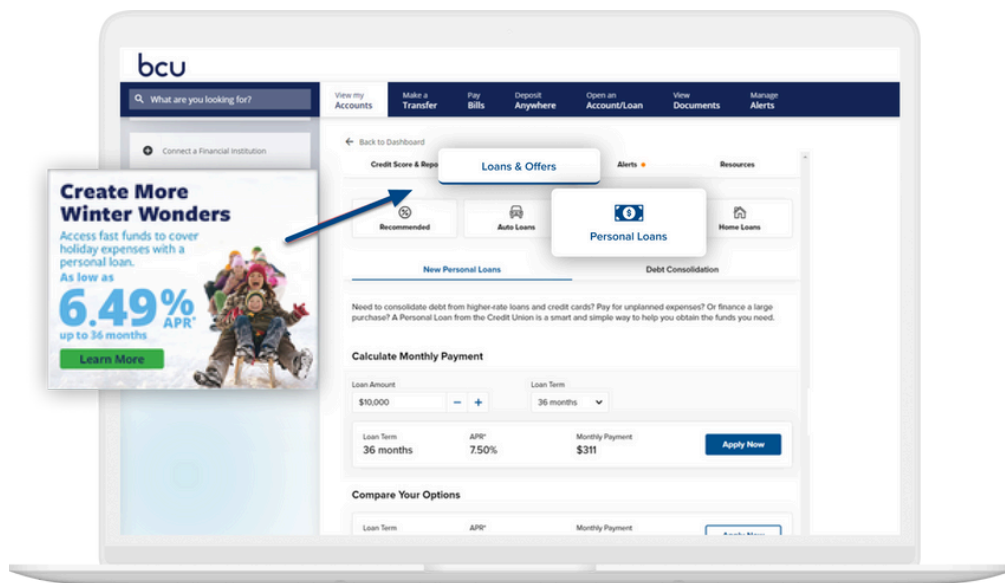 bcu
What are you looking for?
View my
Accounts
Make a
Transfer
Pay
Bills
Deposit
Anywhere
Open an
Account/Loan
View
Documents
Manage
Alerts
Connect a Financial Institution
Back to Dashboard
Credit Score & Repo
Loans & Offers
Alerts
Resources
Recommended
Auto Loans
Personal Loans
Home Loans
Create More
Winter Wonders
Access fast funds to cover
holiday expenses with a
personal loan.
As low as
6.49% APR*
up to 36 months
Learn More
New Personal Loans
Debt Consolidation
Need to consolidate debt from higher-rate loans and credit cards? Pay for unplanned expenses? Or finance a large
purchase? A Personal Loan from the Credit Union is a smart and simple way to help you obtain the funds you need.
Calculate Monthly Payment
Loan Amount
Loan Term
$10,000
36 months
Loan Term
APR*
Monthly Payment
36 months
7.50%
$311
Apply Now
Compare Your Options
Loan Term
APR*
Monthly Payment
Apply Now